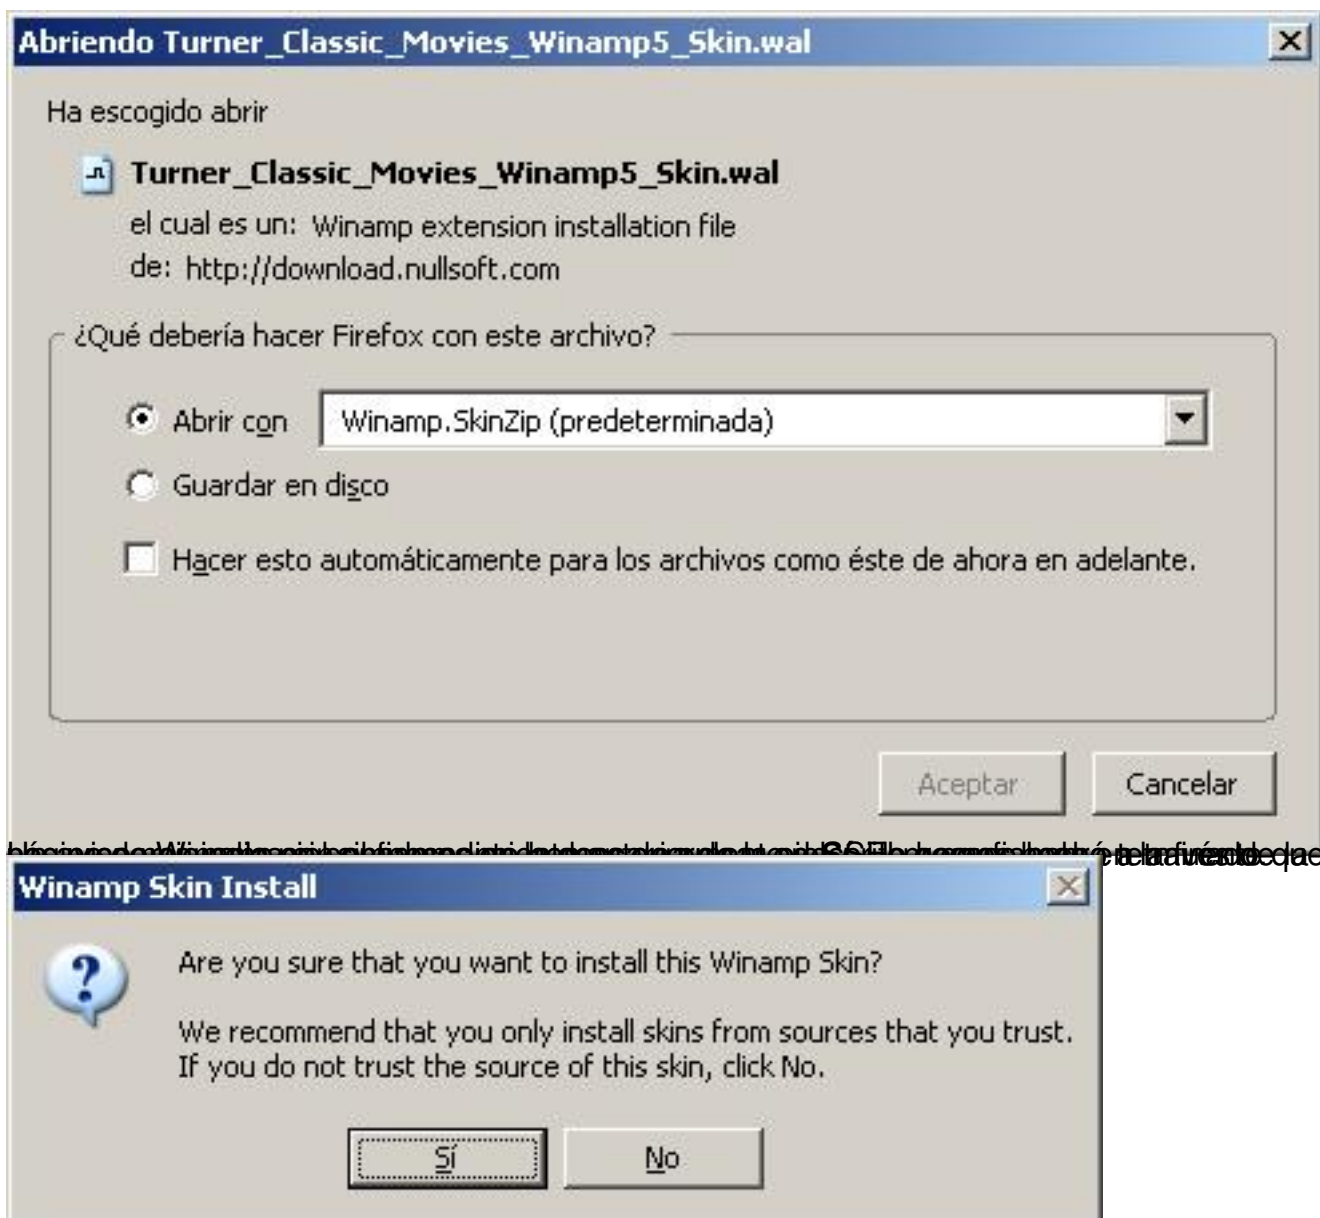 Abriendo Turner_Classic_Movies_Winamp5_Skin.wal
Ha escogido abrir
Turner_Classic_Movies_Winamp5_Skin.wal
el cual es un: Winamp extension installation file
de: http://download.nullsoft.com
¿Qué debería hacer Firefox con este archivo?
Abrir con Winamp.SkinZip (predeterminada)
Guardar en disco
Hacer esto automáticamente para los archivos como éste de ahora en adelante.
Aceptar Cancelar
Winamp Skin Install
Are you sure that you want to install this Winamp Skin?
We recommend that you only install skins from sources that you trust.
If you do not trust the source of this skin, click No.
Sí No